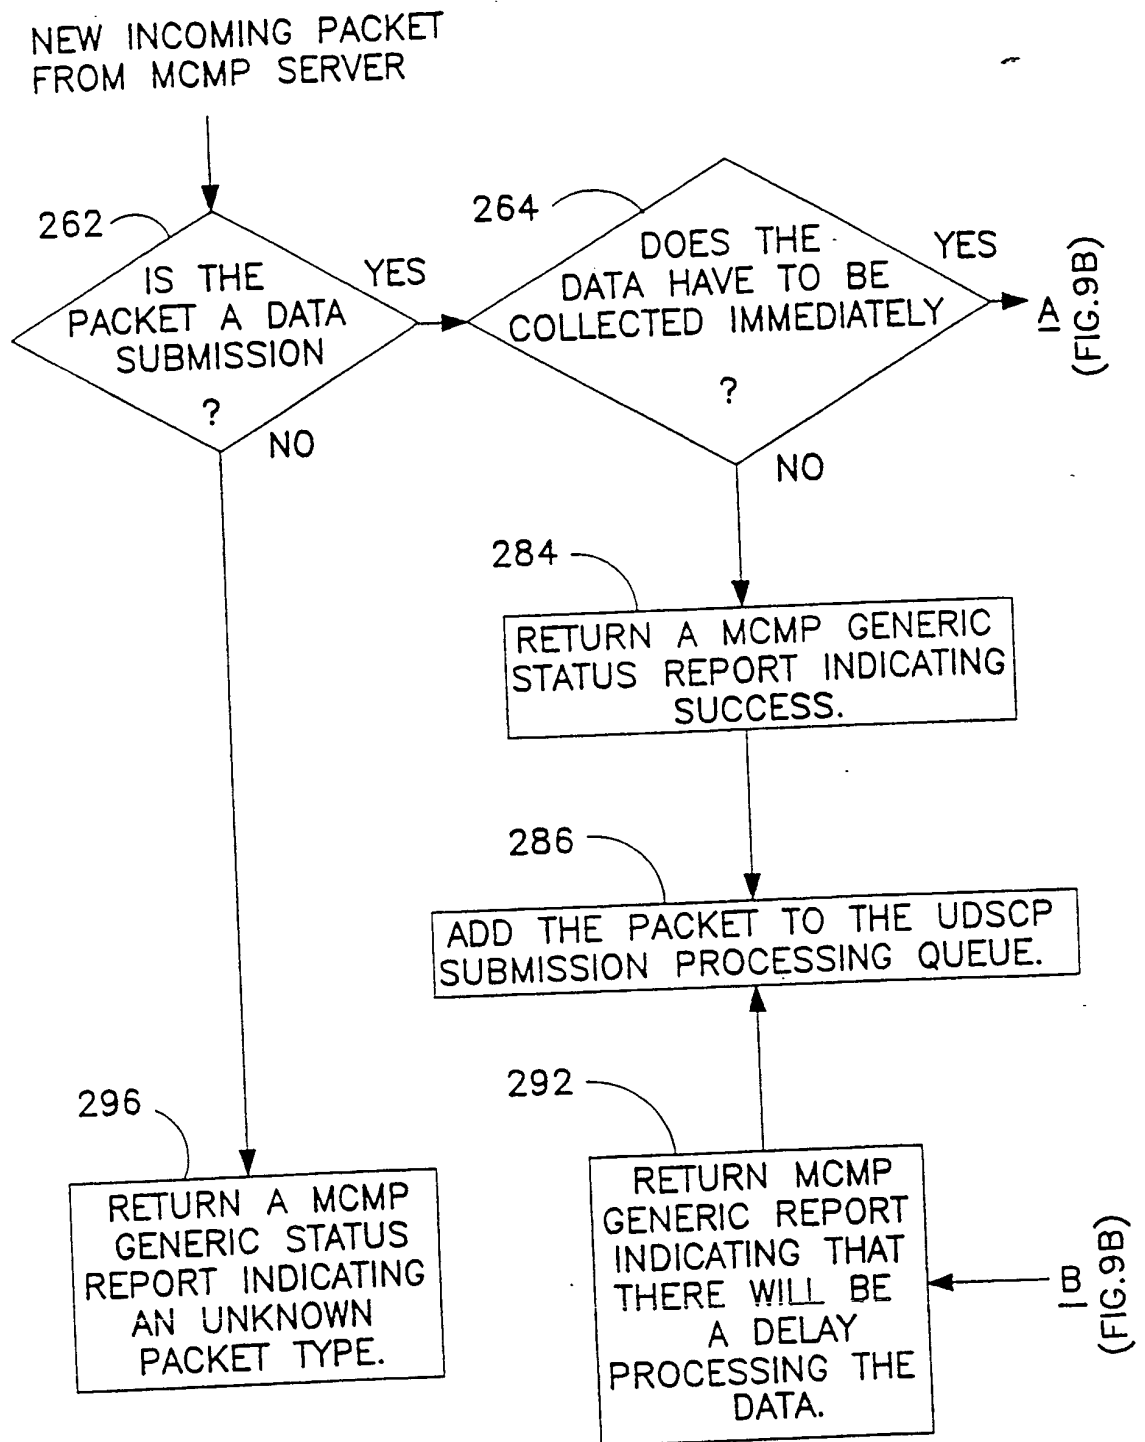 NEW INCOMING PACKET
FROM MCMP SERVER
262
IS THE
PACKET A DATA
SUBMISSION
?
YES
NO
264
DOES THE
DATA HAVE TO BE
COLLECTED IMMEDIATELY
?
YES
A
(FIG.9B)
NO
284
RETURN A MCMP GENERIC
STATUS REPORT INDICATING
SUCCESS.
286
ADD THE PACKET TO THE UDSCP
SUBMISSION PROCESSING QUEUE.
296
RETURN A MCMP
GENERIC STATUS
REPORT INDICATING
AN UNKNOWN
PACKET TYPE.
292
RETURN MCMP
GENERIC REPORT
INDICATING THAT
THERE WILL BE
A DELAY
PROCESSING THE
DATA.
B
(FIG.9B)